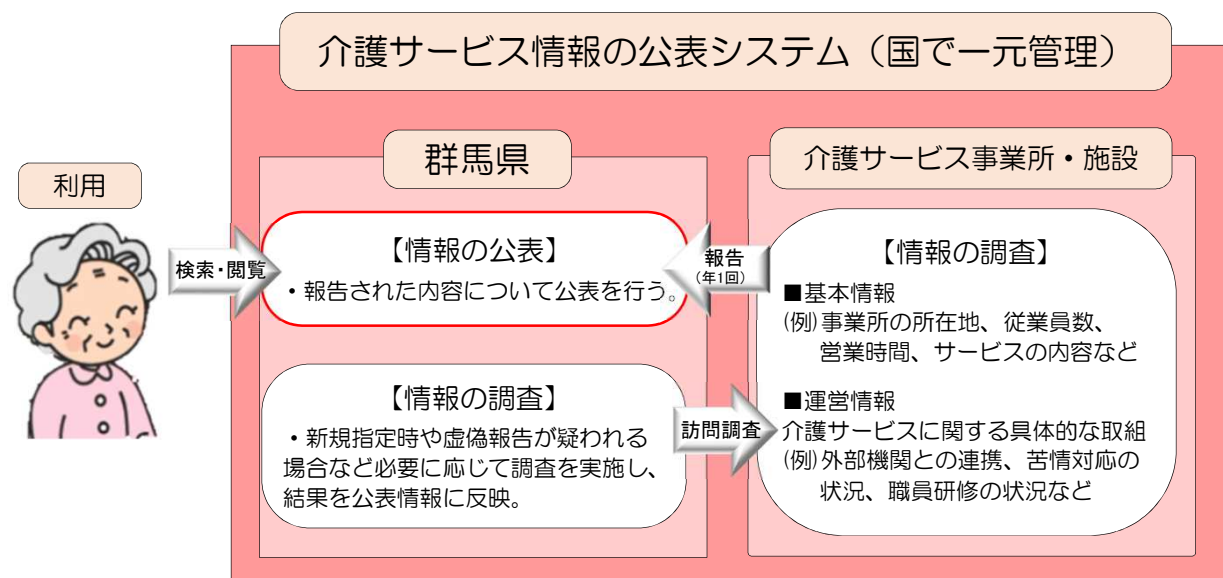 介護サービス情報の公表システム（国で一元管理）
利用
群馬県
介護サービス事業所・施設
検索・閲覧
【情報の公表】
・報告された内容について公表を行う。
報告
（年1回）
【情報の調査】
・新規指定時や虚偽報告が疑われる
場合など必要に応じて調査を実施し、
結果を公表情報に反映。
訪問調査
【情報の調査】
■基本情報
(例)事業所の所在地、従業員数、
営業時間、サービスの内容など
■運営情報
介護サービスに関する具体的な取組
(例)外部機関との連携、苦情対応の
状況、職員研修の状況など